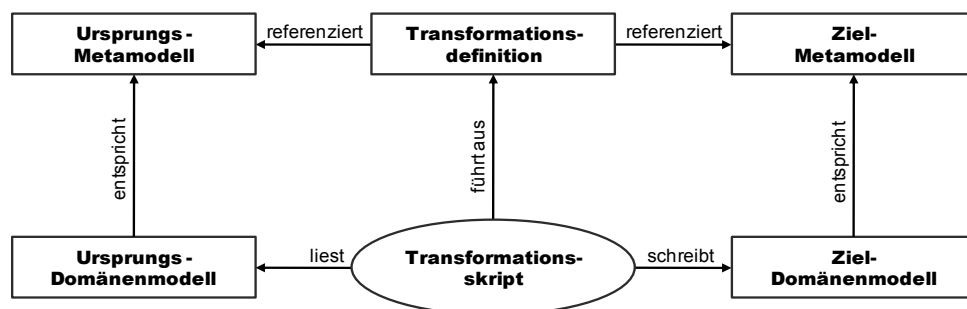 Ursprungs-
Metamodell
referenziert
Transformations-
definition
referenziert
Ziel-
Metamodell
entspricht
führt aus
entspricht
Ursprungs-
Domänenmodell
liest
Transformations-
skript
schreibt
Ziel-
Domänenmodell